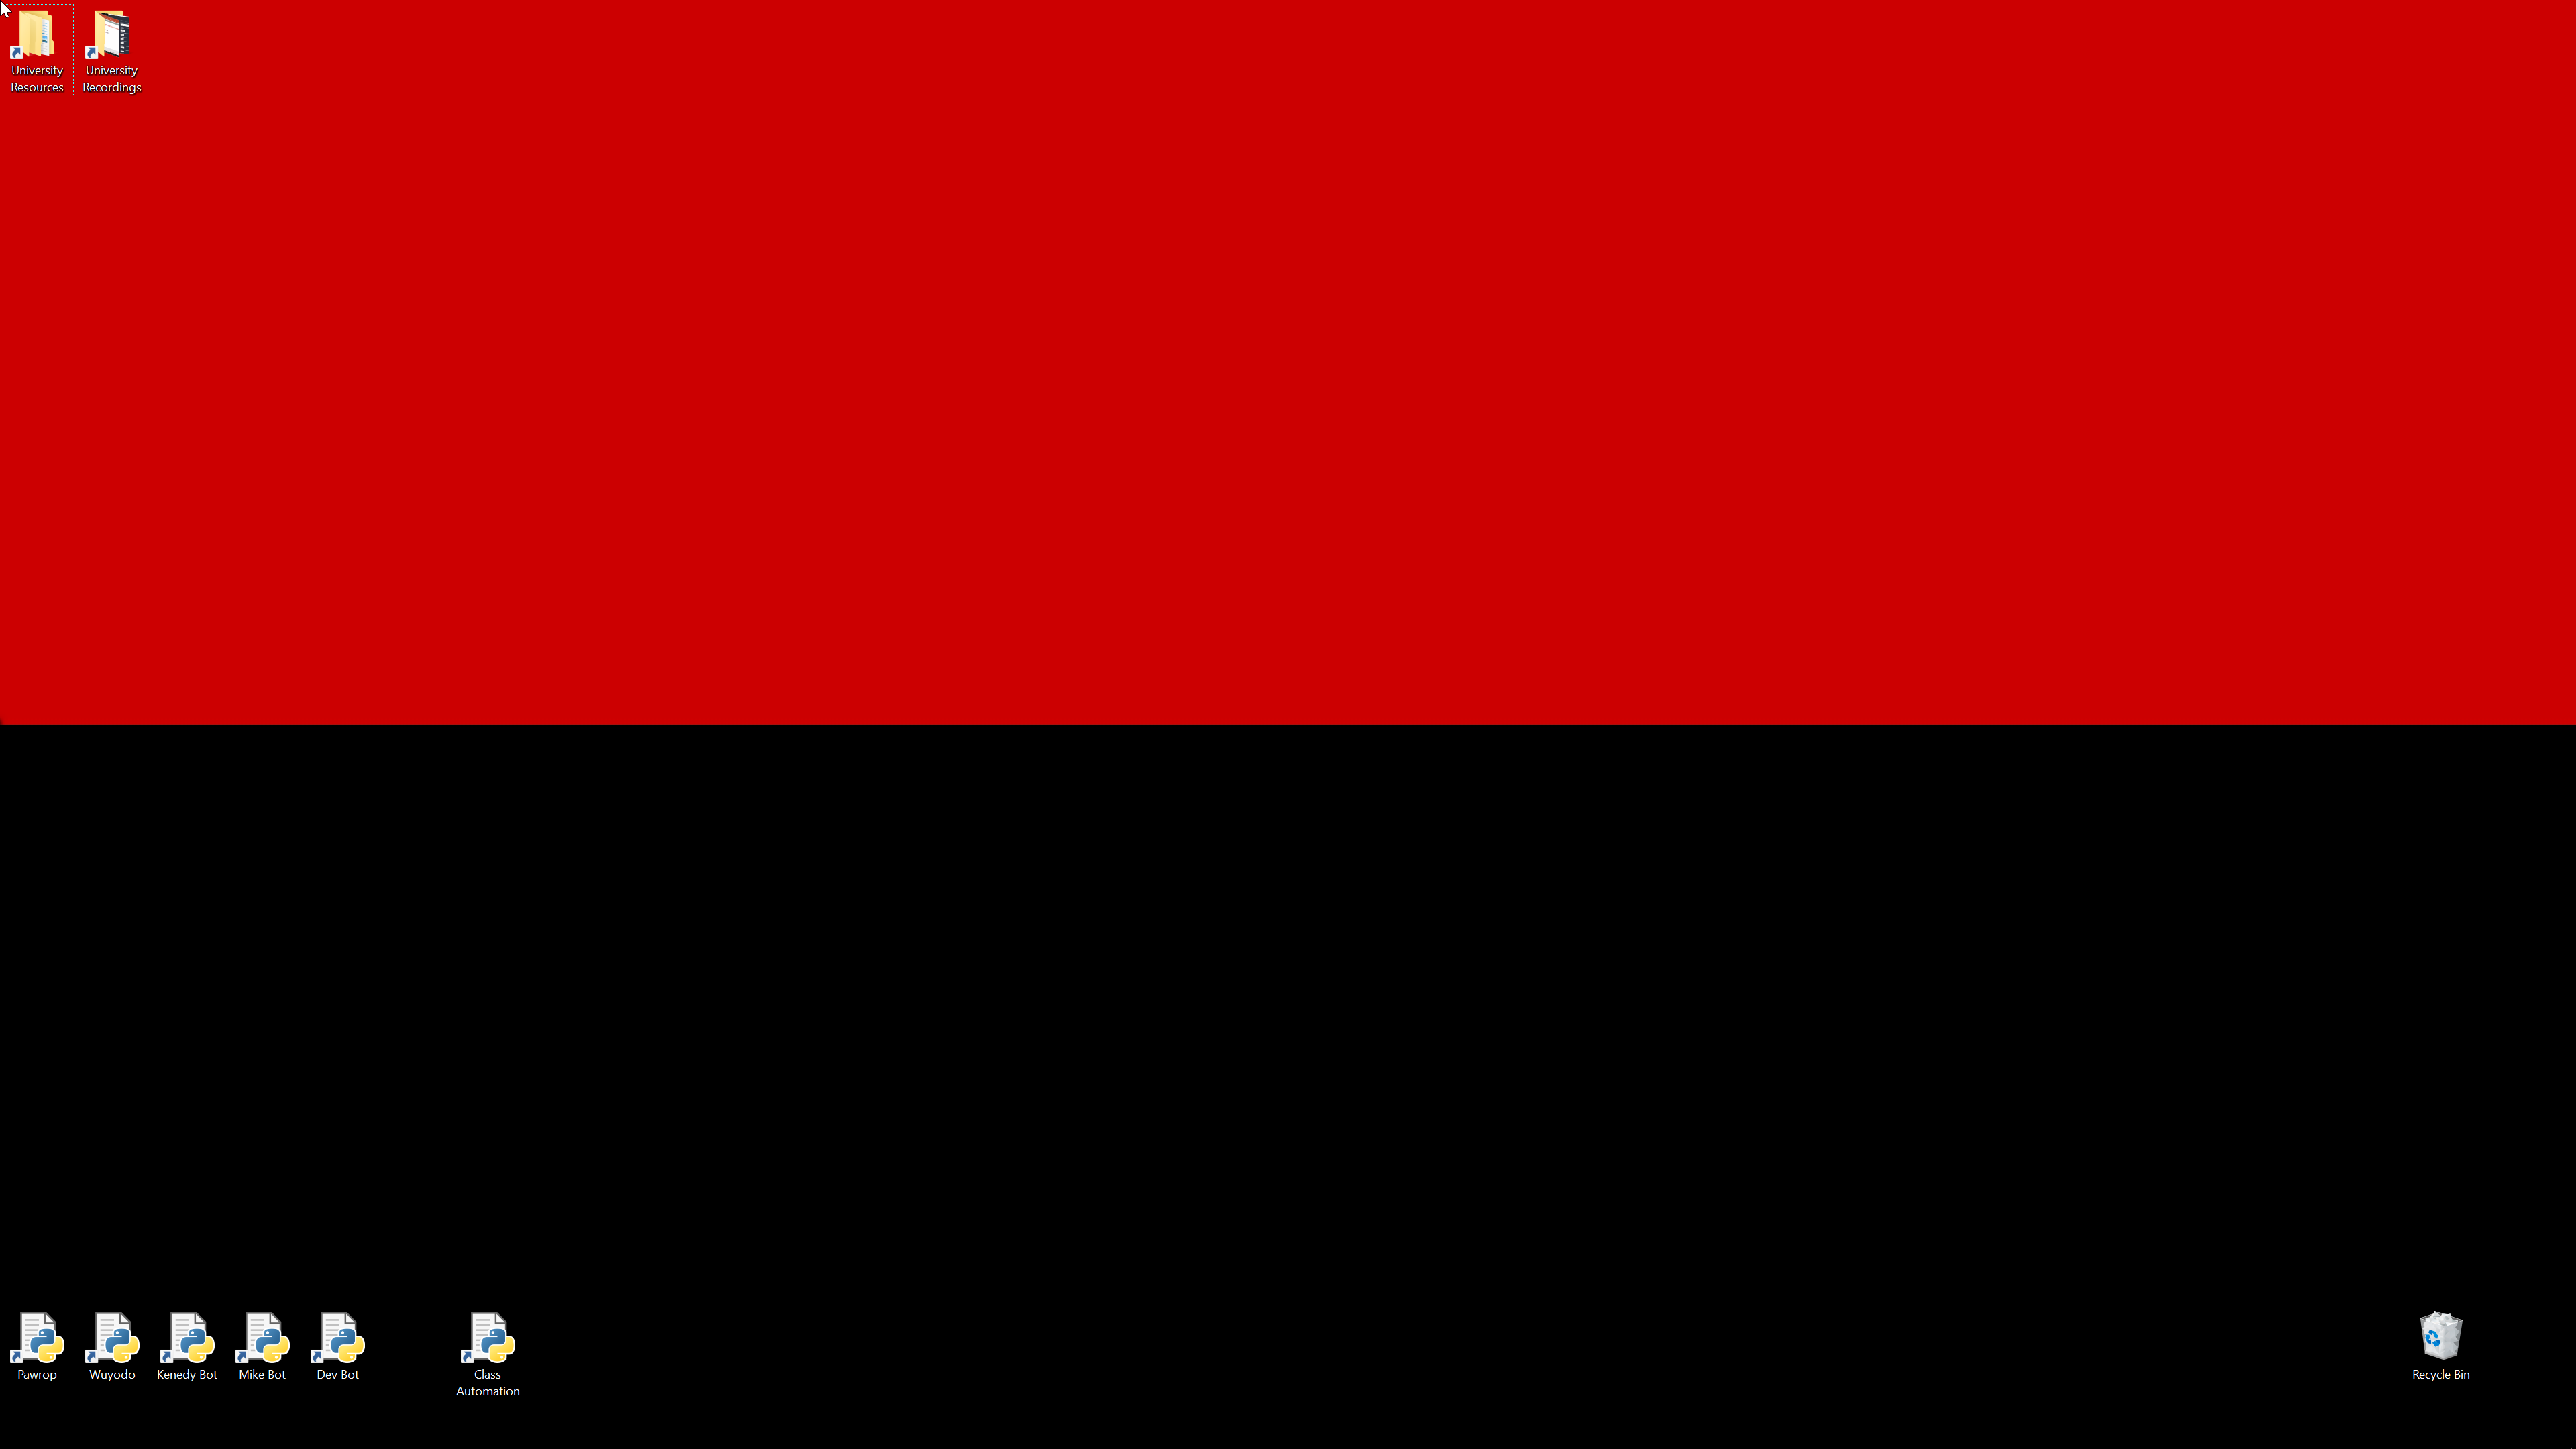 University
Resources
University
Recordings
Pawrop
Wuyodo
Kenedy Bot
Mike Bot
Dev Bot
Class
Automation
Recycle Bin